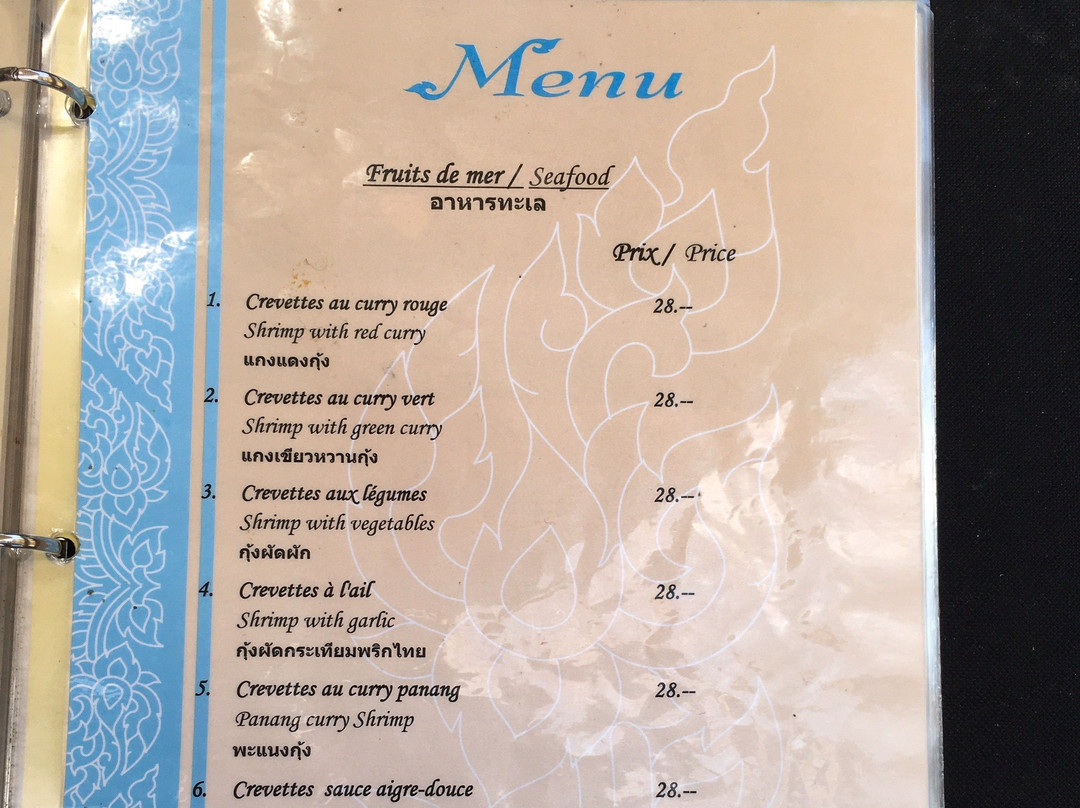 Menu
Fruits de mer / Seafood
อาหารทะเล
Prix / Price
1. Crevettes au curry rouge 28.--
Shrimp with red curry
แกงแดงกุ้ง
2. Crevettes au curry vert 28.--
Shrimp with green curry
แกงเขียวหวานกุ้ง
3. Crevettes aux légumes 28.--
Shrimp with vegetables
กุ้งผัดผัก
4. Crevettes à l'ail 28.--
Shrimp with garlic
กุ้งผัดกระเทียมพริกไทย
5. Crevettes au curry panang 28.--
Panang curry Shrimp
พะแนงกุ้ง
6. Crevettes sauce aigre-douce 28.--